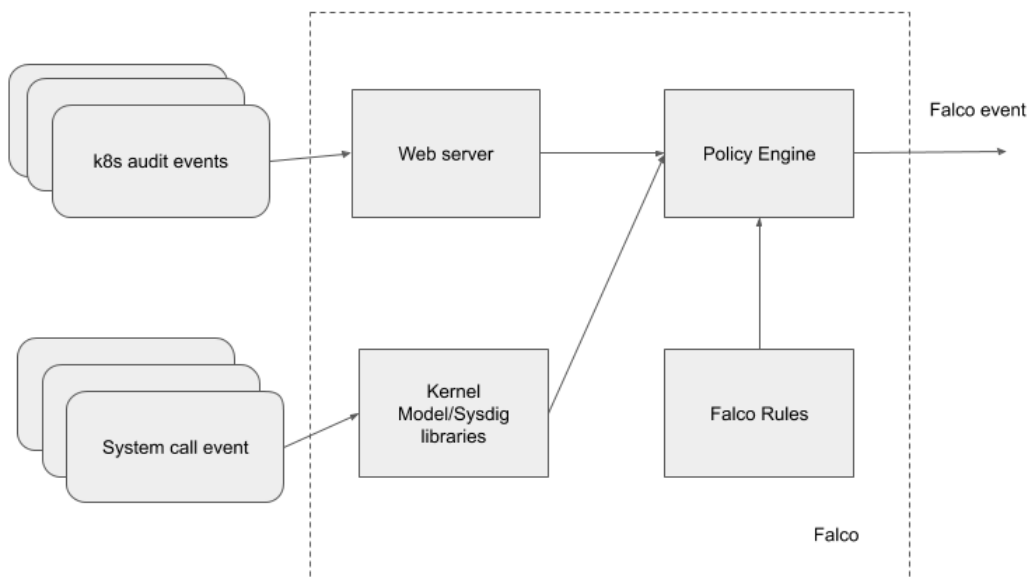 Falco event
k8s audit events
Web server
Policy Engine
System call event
Kernel
Model/Sysdig
libraries
Falco Rules
Falco